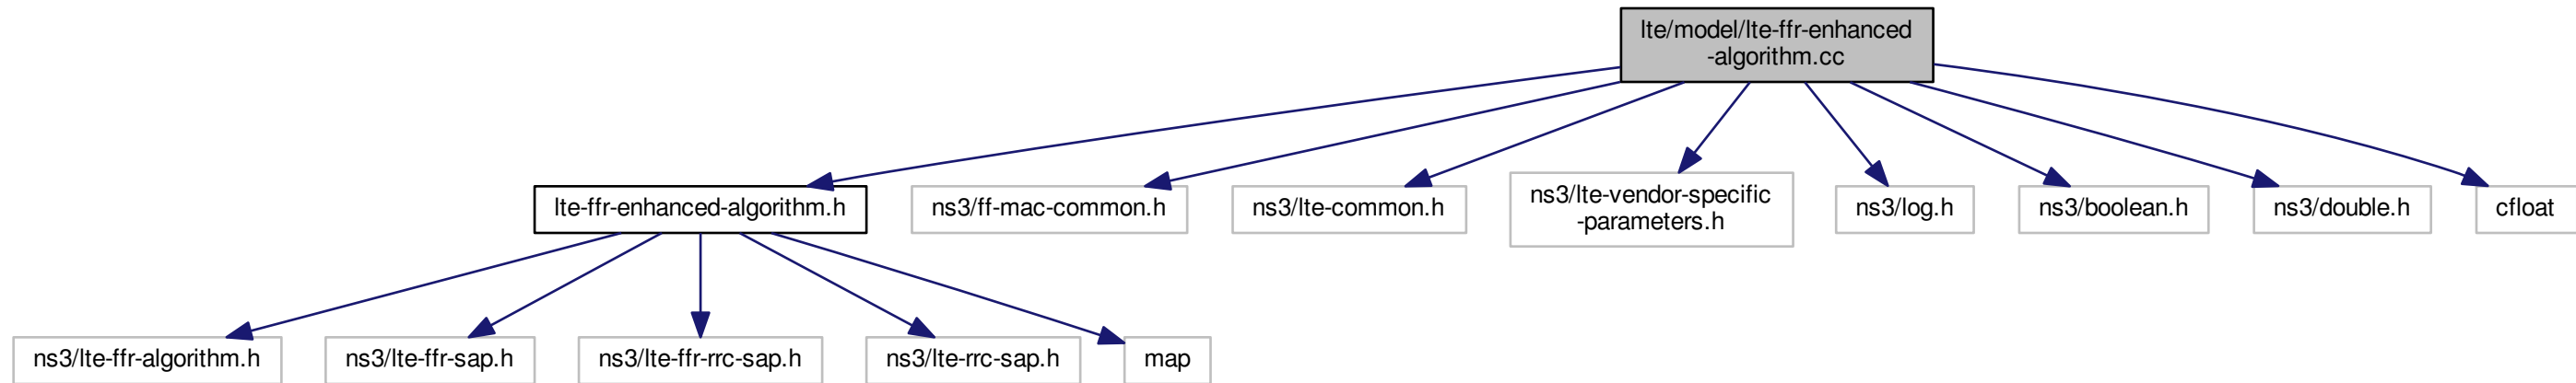 lte/model/lte-ffr-enhanced
-algorithm.cc
lte-ffr-enhanced-algorithm.h
ns3/ff-mac-common.h
ns3/lte-common.h
ns3/lte-vendor-specific
-parameters.h
ns3/log.h
ns3/boolean.h
ns3/double.h
cfloat
ns3/lte-ffr-algorithm.h
ns3/lte-ffr-sap.h
ns3/lte-ffr-rrc-sap.h
ns3/lte-rrc-sap.h
map